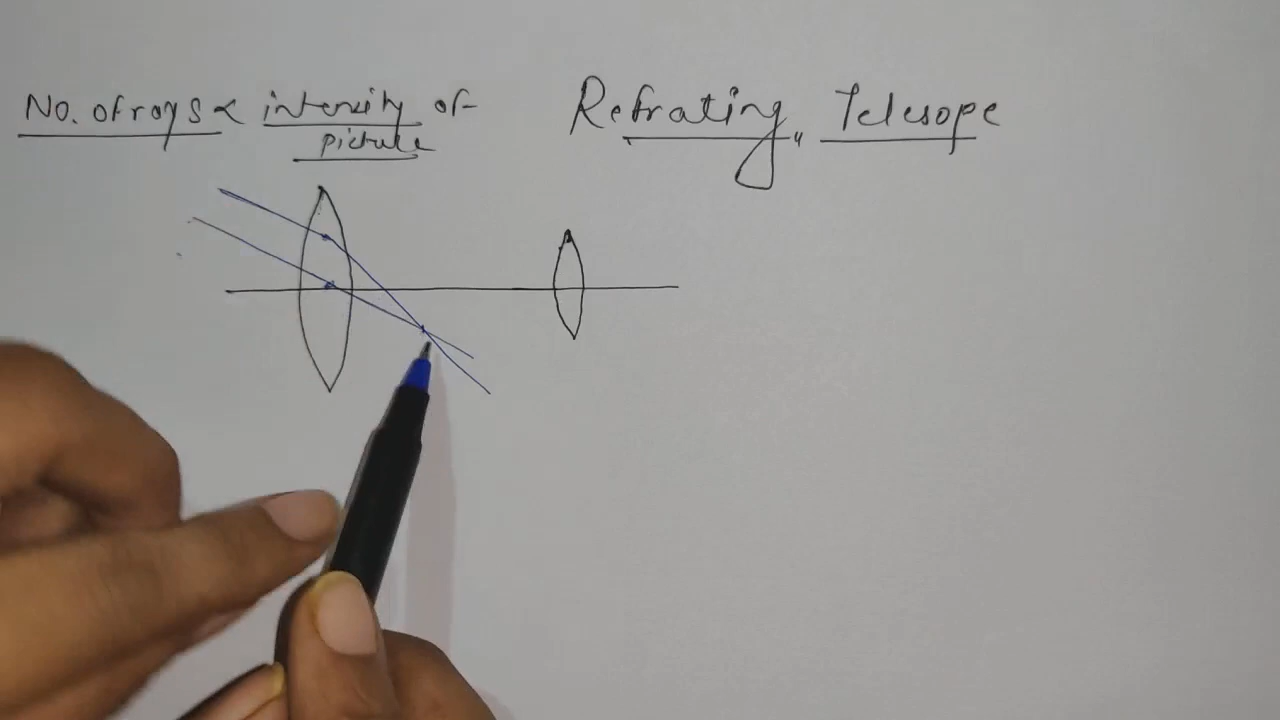 No. of rays ∝ intensity of
picture
Refrating Telesope